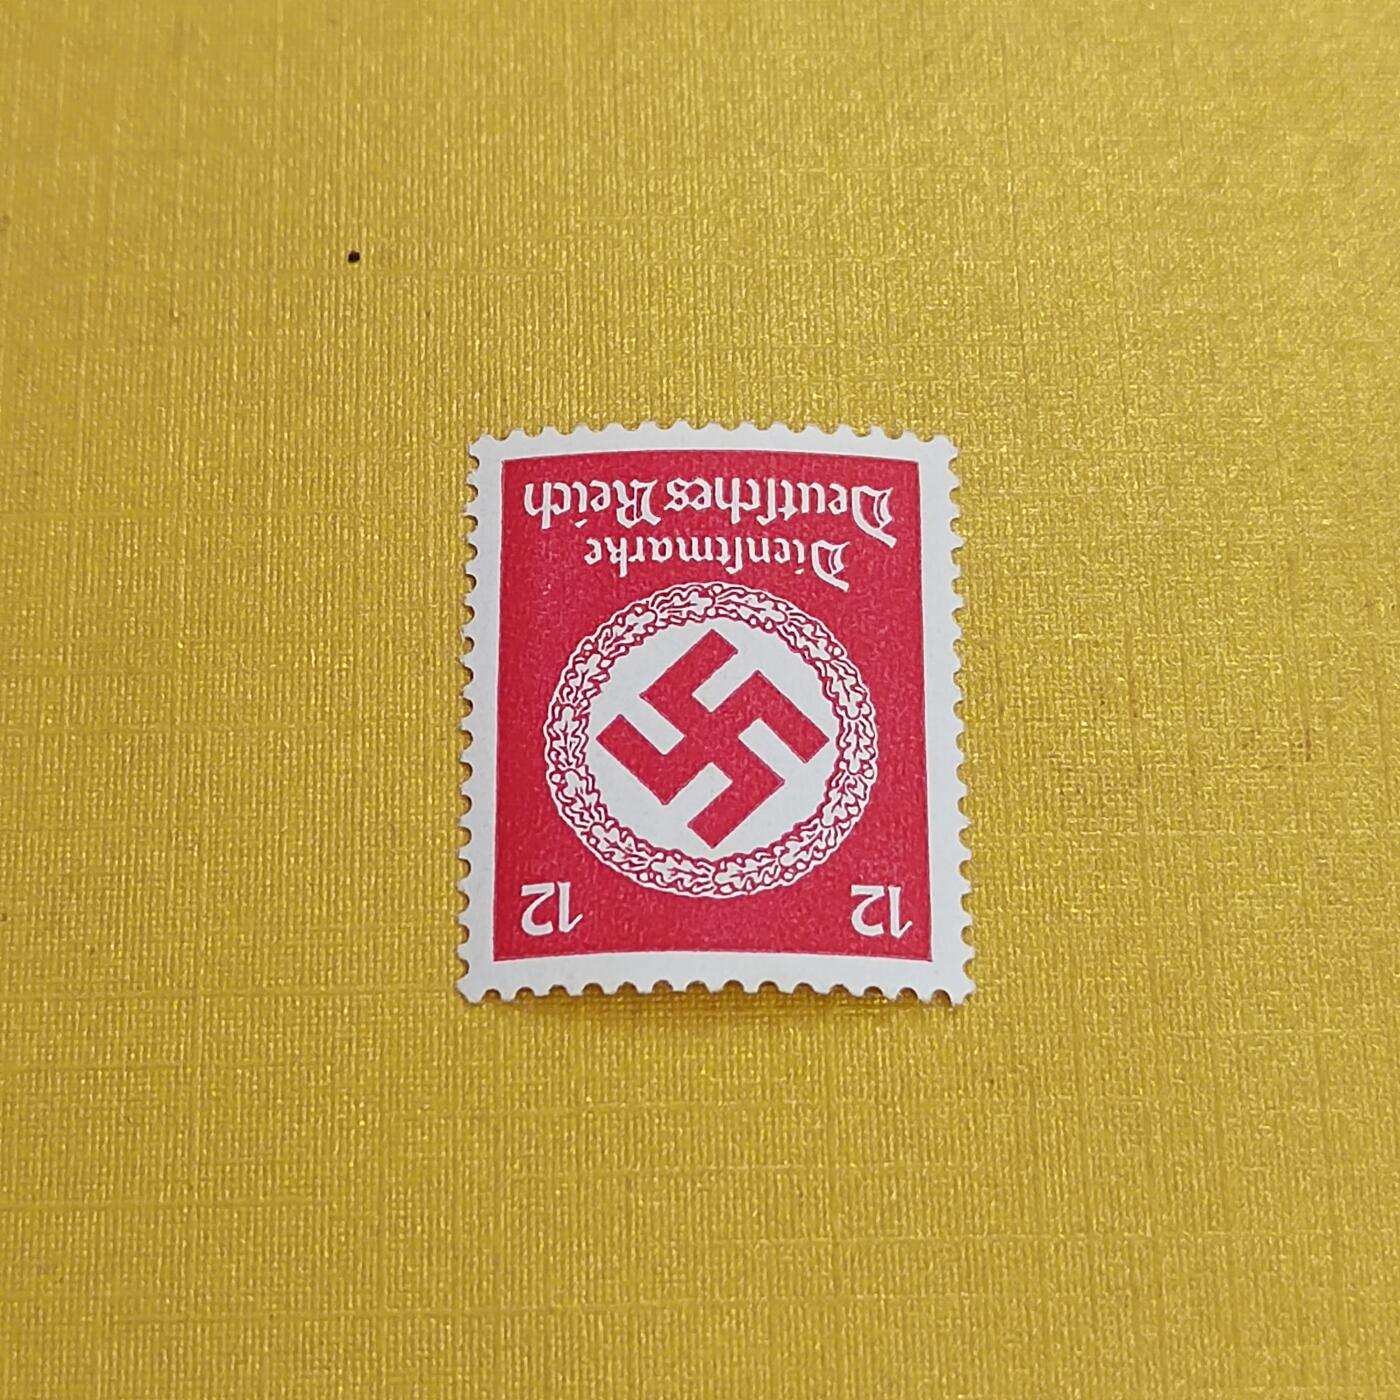 12 12
Dienſtmarke
Deutſches Reich